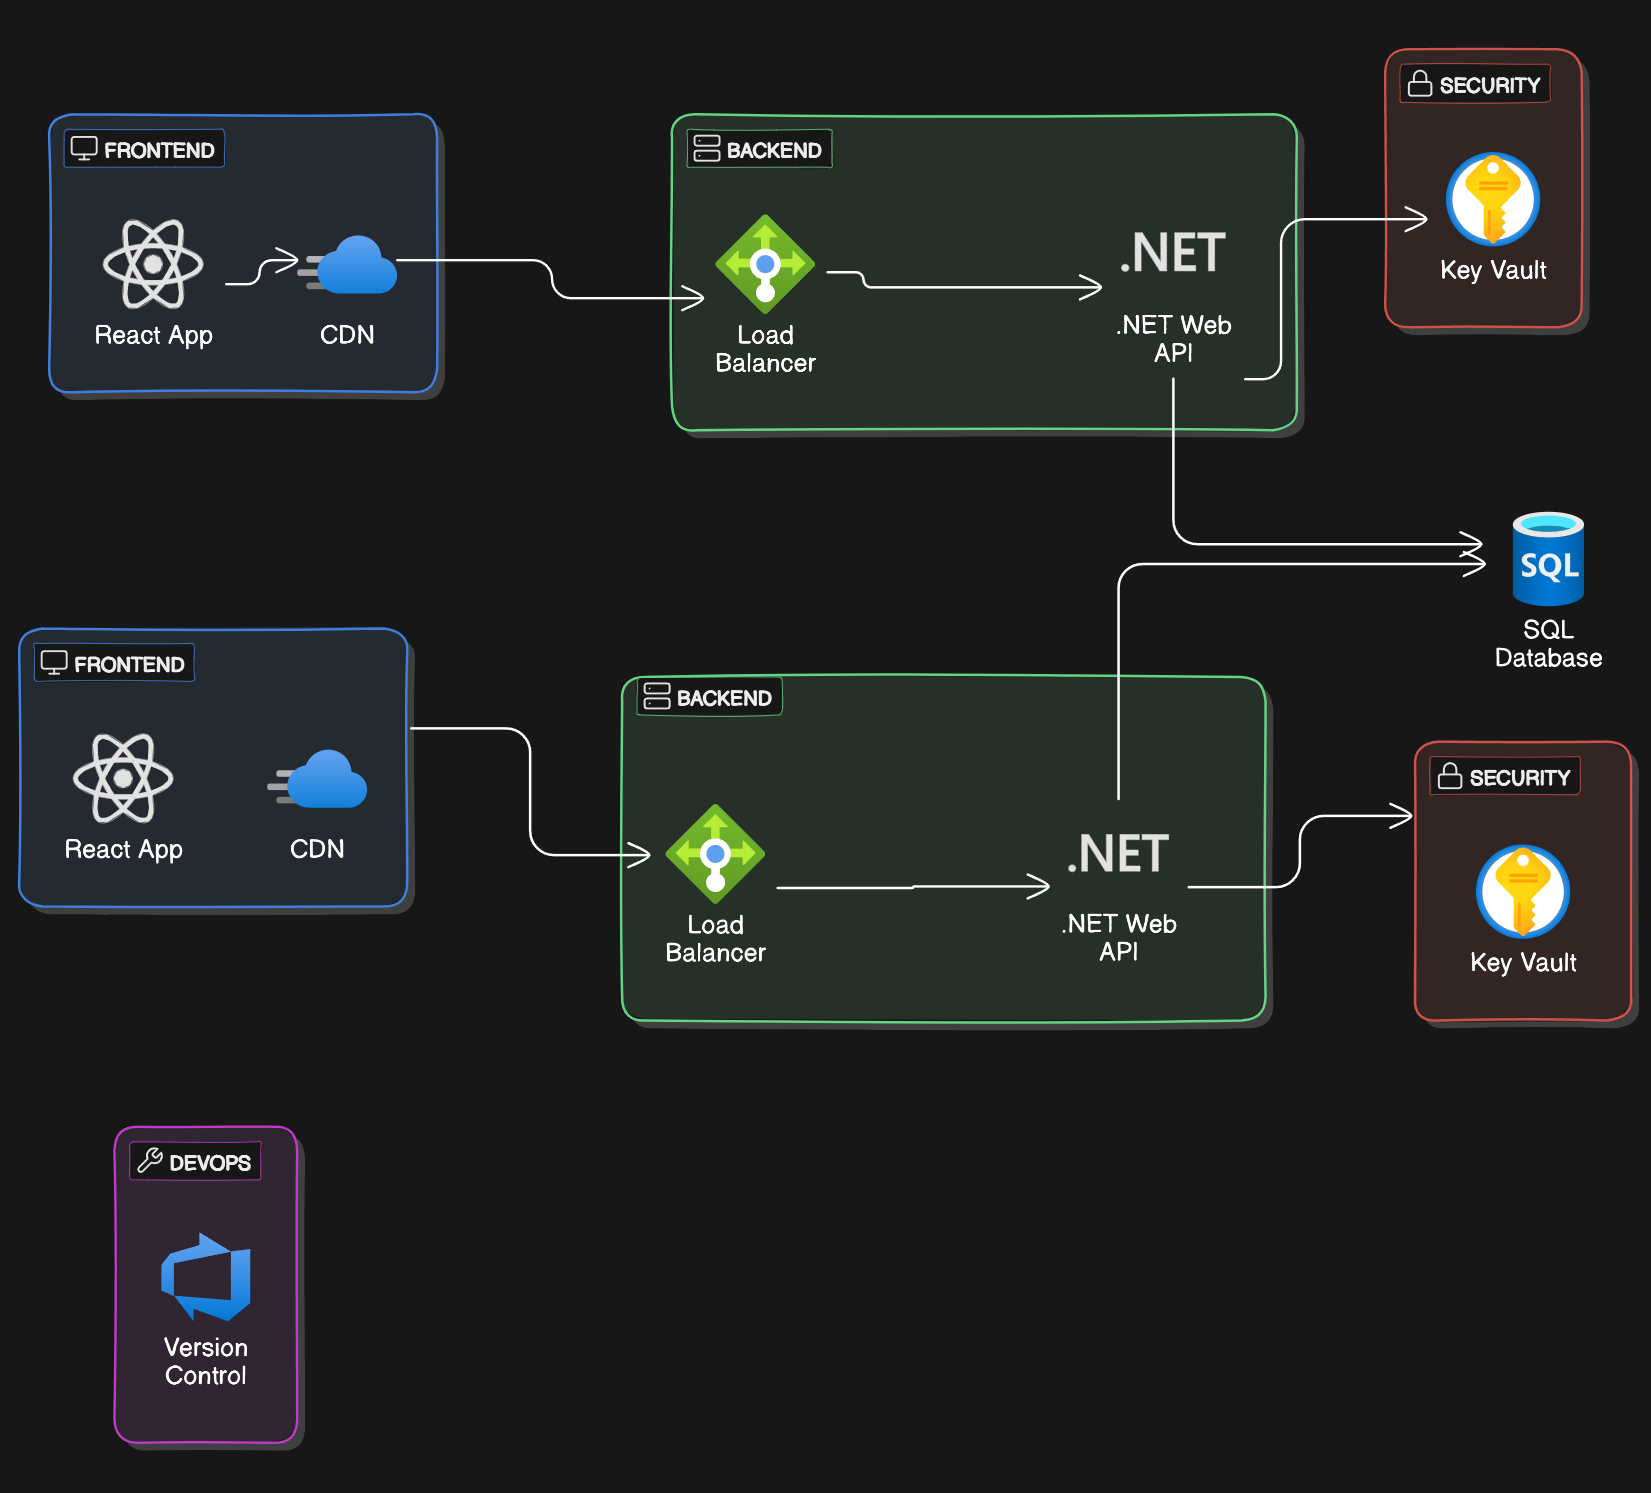 FRONTEND
React App
CDN
BACKEND
Load
Balancer
.NET
.NET Web
API
SECURITY
Key Vault
SQL
SQL
Database
FRONTEND
React App
CDN
BACKEND
Load
Balancer
.NET
.NET Web
API
SECURITY
Key Vault
DEVOPS
Version
Control